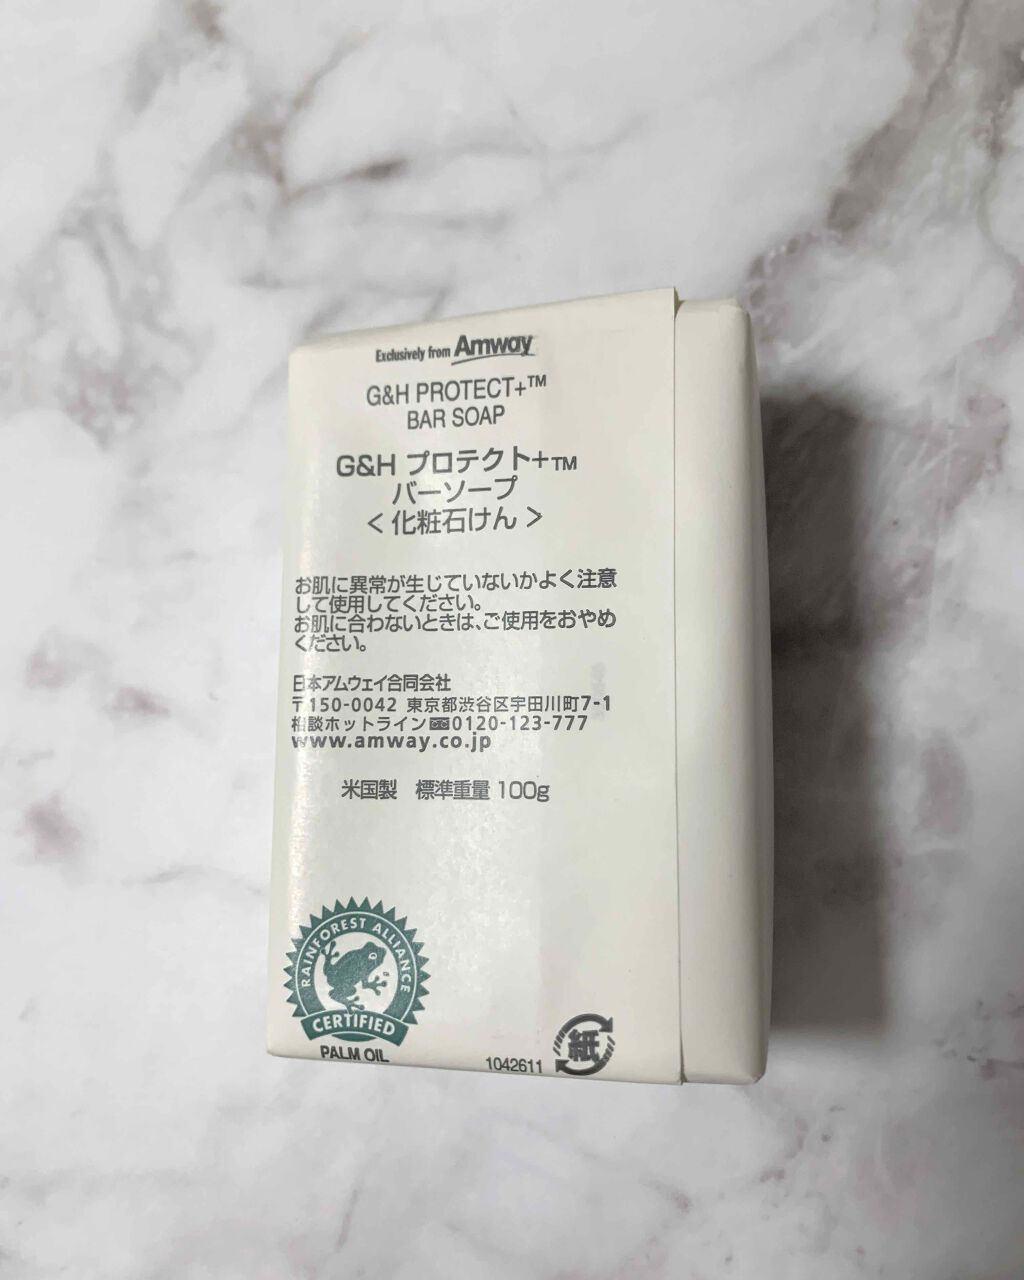 Exclusively from Amway
G&H PROTECT+™
BAR SOAP
G&H プロテクト+™
バーソープ
< 化粧石けん >
お肌に異常が生じていないかよく注意
して使用してください。
お肌に合わないときは、ご使用をおやめ
ください。
日本アムウェイ合同会社
〒150-0042 東京都渋谷区宇田川町7-1
相談ホットライン 0120-123-777
www.amway.co.jp
米国製 標準重量 100g
RAINFOREST ALLIANCE
CERTIFIED
PALM OIL
1042611
紙